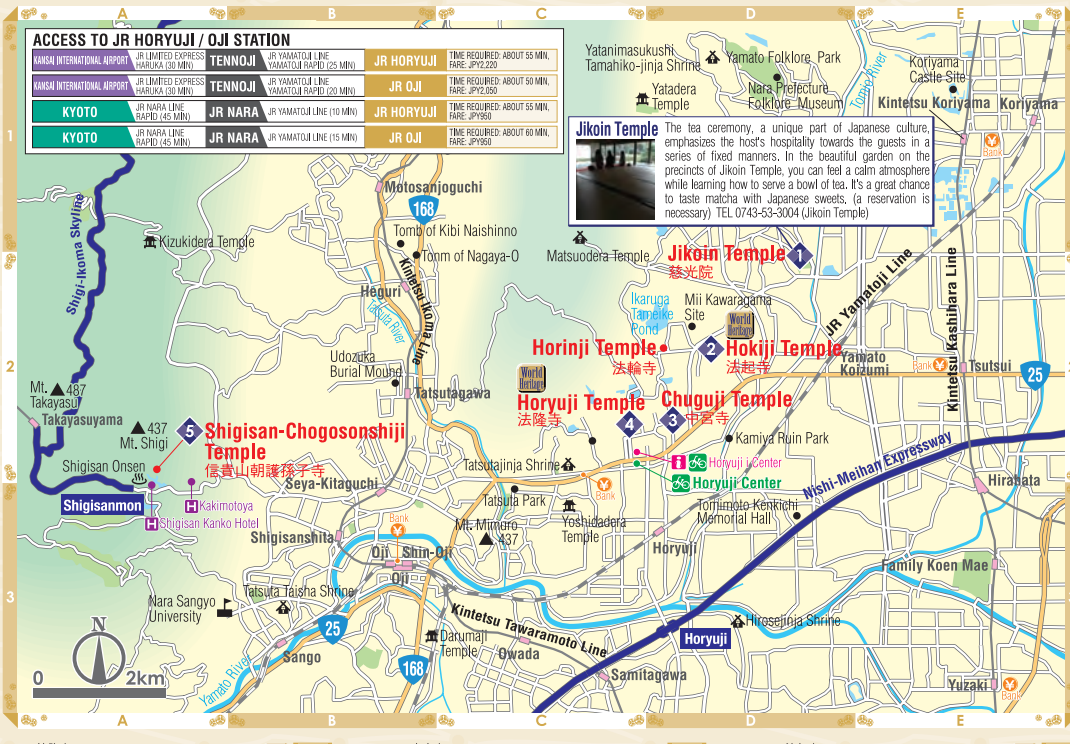 A
B
C
D
E
ACCESS TO JR HORYUJI / OJI STATION
KANSAI INTERNATIONAL AIRPORT
JR LIMITED EXPRESS
HARUKA (30 MIN)
TENNOJI
JR YAMATOJI LINE
YAMATOJI RAPID (25 MIN)
JR HORYUJI
TIME REQUIRED: ABOUT 55 MIN,
FARE: JPY2,220
KANSAI INTERNATIONAL AIRPORT
JR LIMITED EXPRESS
HARUKA (30 MIN)
TENNOJI
JR YAMATOJI LINE
YAMATOJI RAPID (20 MIN)
JR OJI
TIME REQUIRED: ABOUT 50 MIN,
FARE: JPY2,050
KYOTO
JR NARA LINE
RAPID (45 MIN)
JR NARA
JR YAMATOJI LINE (10 MIN)
JR HORYUJI
TIME REQUIRED: ABOUT 55 MIN,
FARE: JPY950
KYOTO
JR NARA LINE
RAPID (45 MIN)
JR NARA
JR YAMATOJI LINE (15 MIN)
JR OJI
TIME REQUIRED: ABOUT 60 MIN,
FARE: JPY950
Yatanimasukushi
Tamahiko-jinja Shrine
Yamato Folklore Park
Nara Prefecture
Folklore Museum
Yatadera
Temple
Tomio River
Koriyama
Castle Site
Kintetsu Koriyama
Koriyama
Bank
1
Jikoin Temple
The tea ceremony, a unique part of Japanese culture,
emphasizes the host's hospitality towards the guests in a
series of fixed manners. In the beautiful garden on the
precincts of Jikoin Temple, you can feel a calm atmosphere
while learning how to serve a bowl of tea. It's a great chance
to taste matcha with Japanese sweets. (a reservation is
necessary) TEL 0743-53-3004 (Jikoin Temple)
Motosanjoguchi
168
Tomb of Kibi Naishinno
Tonm of Nagaya-O
Kizukidera Temple
Shigi-Ikoma Skyline
Kintetsu Ikoma Line
Heguri
Tatsuta River
Matsuodera Temple
Jikoin Temple
慈光院
1
JR Yamatoji Line
Kintetsu Kashihara Line
Ikaruga
Tameike
Pond
Mii Kawaragama
Site
World
Heritage
Horinji Temple
法輪寺
2
Hokiji Temple
法起寺
Yamato
Koizumi
Bank
Tsutsui
25
2
Udozuka
Burial Mound
Tatsutagawa
World
Heritage
Horyuji Temple
法隆寺
4
Chuguji Temple
3
中宮寺
Mt.
Takayasu
487
Takayasuyama
437
Mt. Shigi
5
Shigisan-Chogosonshiji
Temple
信貴山朝護孫子寺
Shigisan Onsen
Shigisanmon
H
Kakimotoya
H
Shigisan Kanko Hotel
Seya-Kitaguchi
Tatsutajinja Shrine
Kamiya Ruin Park
i
Horyuji i Center
Horyuji Center
Bank
Tatsuta Park
Yoshidadera
Temple
Tomimoto Kenkichi
Memorial Hall
Nishi-Meihan Expressway
Hirahata
Shigisanshita
Bank
Oji
Shin-Oji
Oji
Mt. Mimuro
437
Horyuji
Family Koen Mae
3
Nara Sangyo
University
Tatsuta Taisha Shrine
25
Sango
Yamato River
Darumaji
Temple
168
Kintetsu Tawaramoto Line
Owada
Samitagawa
Horyuji
Hirosejinja Shrine
Yuzaki
Bank
N
0
2km
A
B
C
D
E